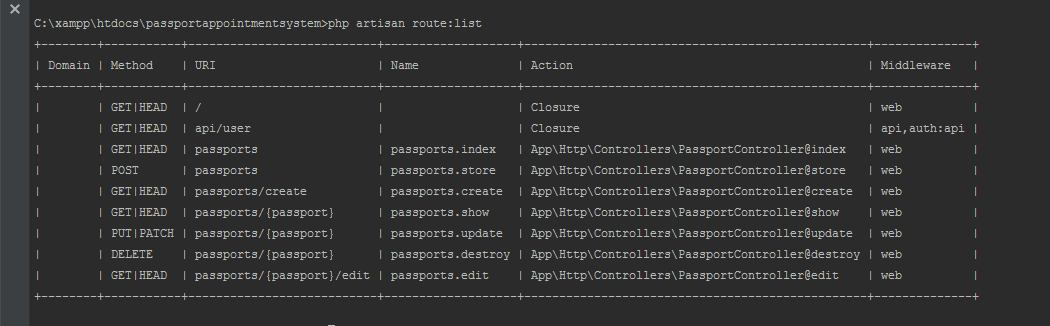 C:\xampp\htdocs\passportappointmentsystem>php artisan route:list
+--------+-----------+---------------------------+-------------------+-------------------------------------------------+--------------+
| Domain | Method    | URI                       | Name              | Action                                          | Middleware   |
+--------+-----------+---------------------------+-------------------+-------------------------------------------------+--------------+
|        | GET|HEAD  | /                         |                   | Closure                                         | web          |
|        | GET|HEAD  | api/user                  |                   | Closure                                         | api,auth:api |
|        | GET|HEAD  | passports                 | passports.index   | App\Http\Controllers\PassportController@index   | web          |
|        | POST      | passports                 | passports.store   | App\Http\Controllers\PassportController@store   | web          |
|        | GET|HEAD  | passports/create          | passports.create  | App\Http\Controllers\PassportController@create  | web          |
|        | GET|HEAD  | passports/{passport}      | passports.show    | App\Http\Controllers\PassportController@show    | web          |
|        | PUT|PATCH | passports/{passport}      | passports.update  | App\Http\Controllers\PassportController@update  | web          |
|        | DELETE    | passports/{passport}      | passports.destroy | App\Http\Controllers\PassportController@destroy | web          |
|        | GET|HEAD  | passports/{passport}/edit | passports.edit    | App\Http\Controllers\PassportController@edit    | web          |
+--------+-----------+---------------------------+-------------------+-------------------------------------------------+--------------+